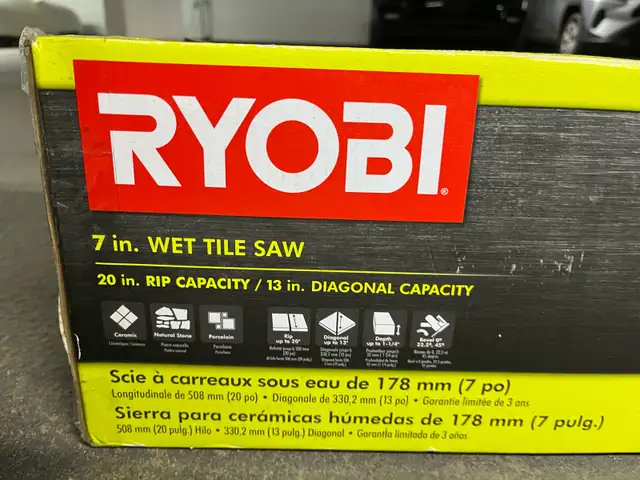 RYOBI®
7 in. WET TILE SAW
20 in. RIP CAPACITY / 13 in. DIAGONAL CAPACITY
Ceramic
Natural Stone
Porcelain
Rip
up to 20"
Diagonal
up to 13"
Depth
up to 1-1/4"
Bevel 0°
22.5°, 45°
Scie à carreaux sous eau de 178 mm (7 po)
Longitudinale de 508 mm (20 po) • Diagonale de 330,2 mm (13 po) • Garantie limitée de 3 ans
Sierra para cerámicas húmedas de 178 mm (7 pulg.)
508 mm (20 pulg.) Hilo • 330,2 mm (13 pulg.) Diagonal • Garantía limitada de 3 años